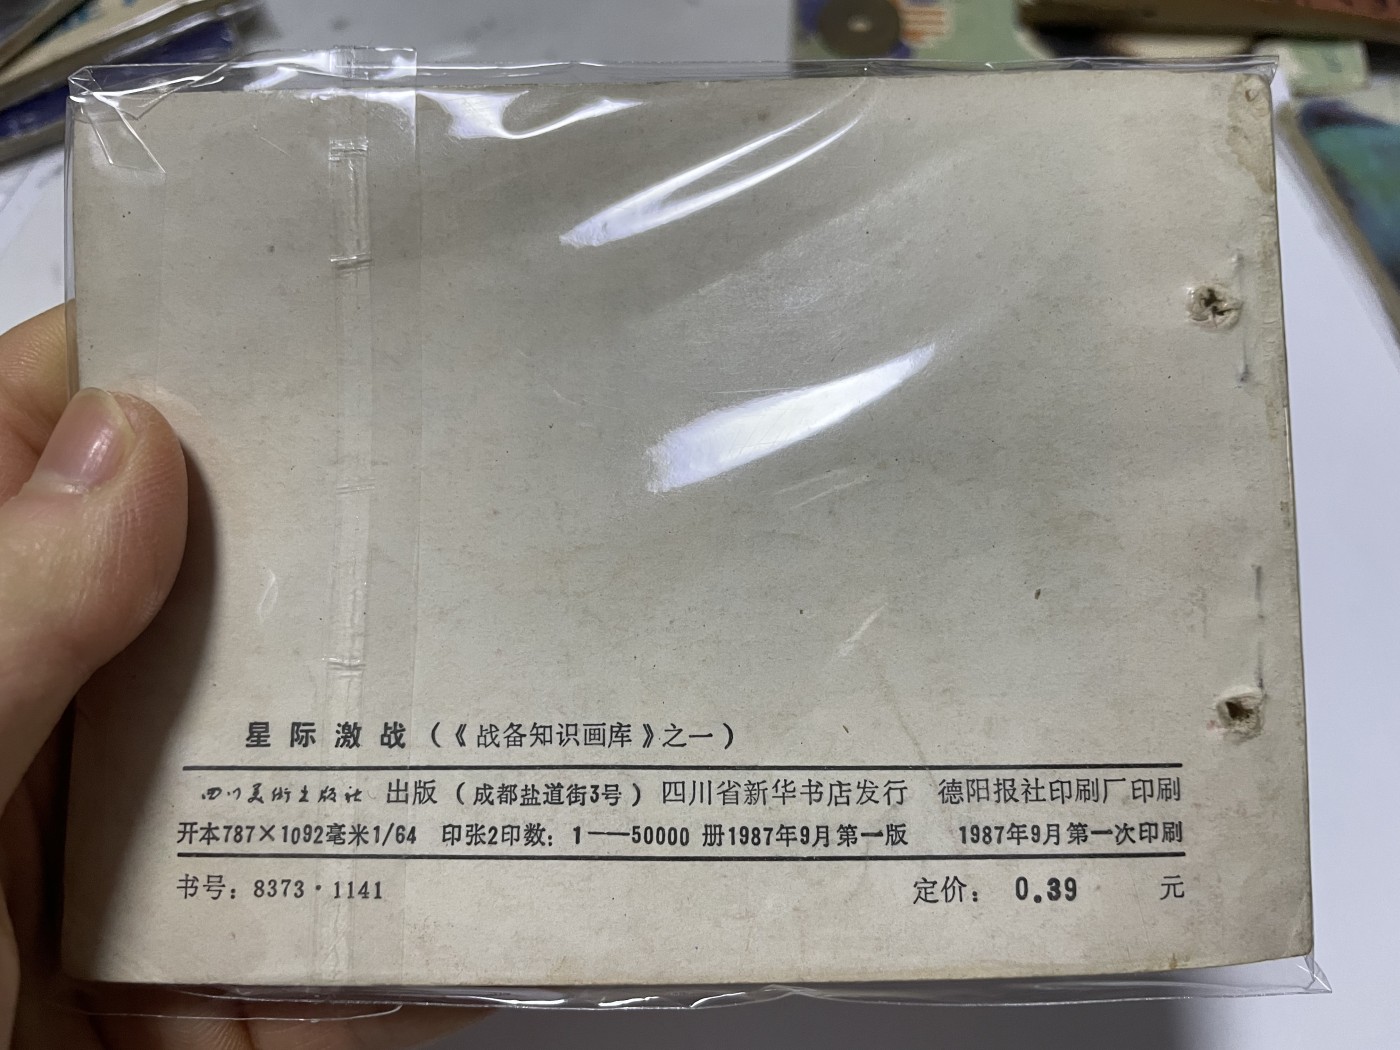 星际激战（《战备知识画库》之一）
四川美術出版社 出版（成都盐道街3号）四川省新华书店发行 德阳报社印刷厂印刷
开本787×1092毫米1/64 印张2印数：1——50000 册1987年9月第一版 1987年9月第一次印刷
书号：8373·1141 定价： 0.39 元